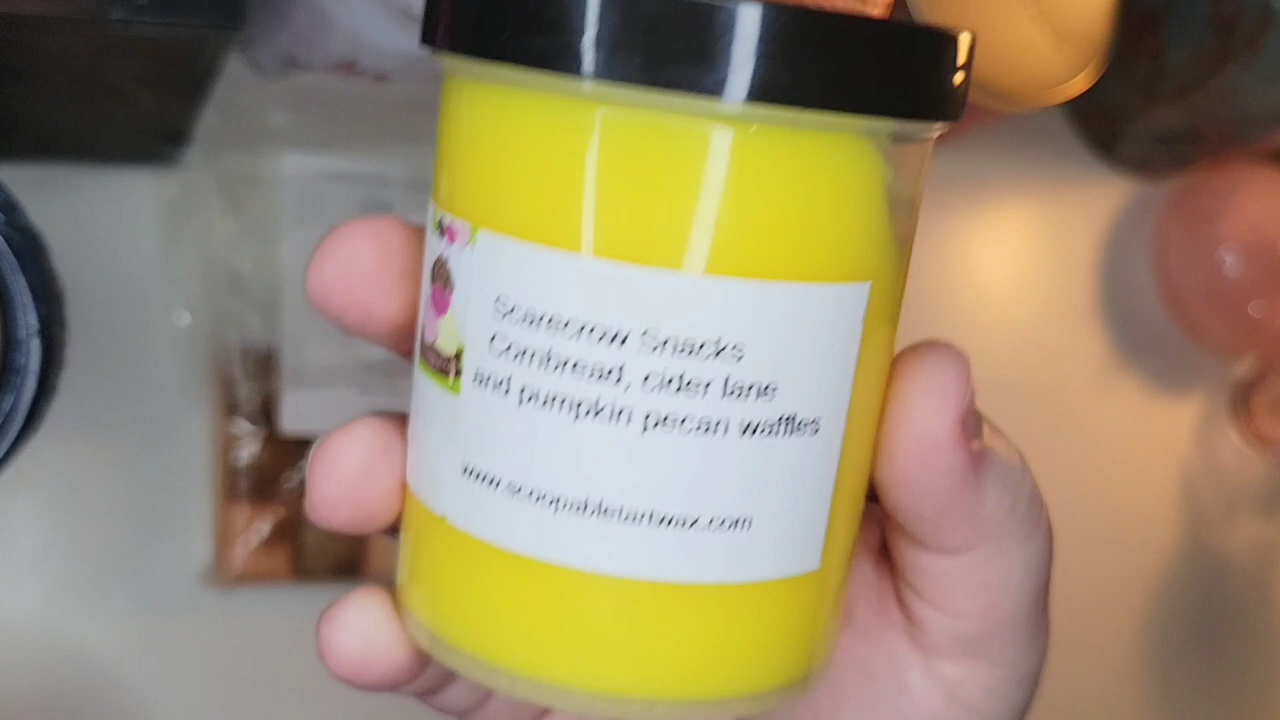 Scarecrow Snacks
Cornbread, cider lane
and pumpkin pecan waffles
www.scoopabletartwax.com